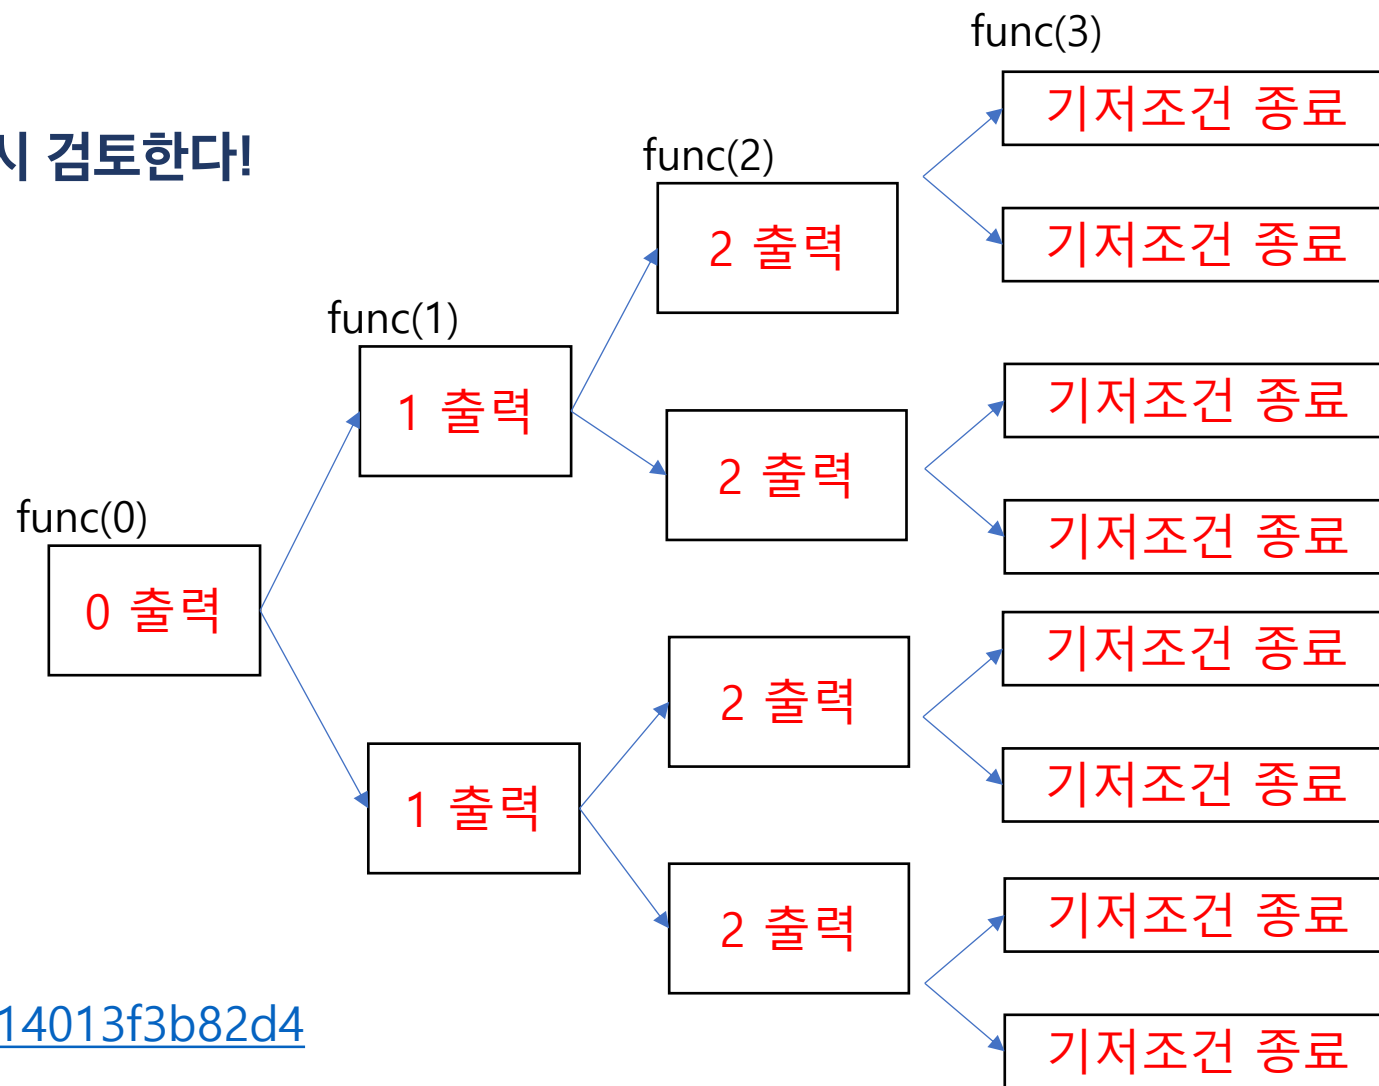 func(3)
기저조건 종료
시 검토한다!
func(2)
2 출력
기저조건 종료
func(1)
1 출력
기저조건 종료
2 출력
기저조건 종료
func(0)
0 출력
기저조건 종료
2 출력
기저조건 종료
1 출력
2 출력
기저조건 종료
14013f3b82d4
기저조건 종료